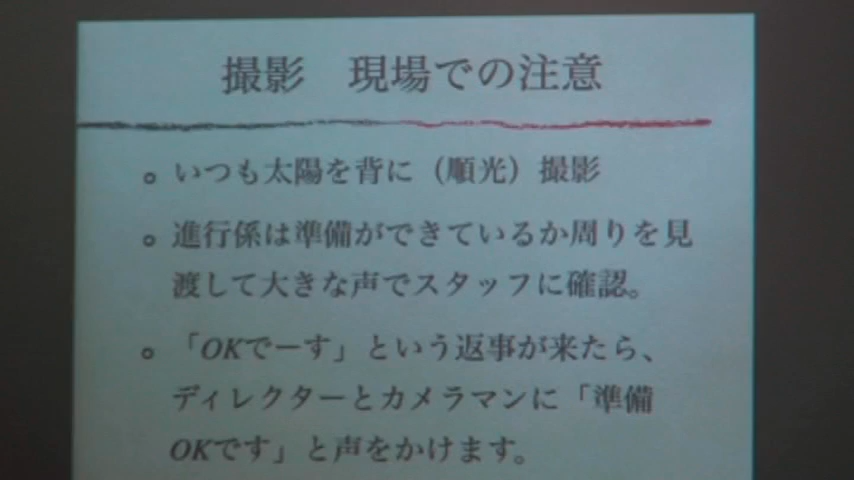 撮影　現場での注意
いつも太陽を背に（順光）撮影
進行係は準備ができているか周りを見
渡して大きな声でスタッフに確認。
「OKでーす」という返事が来たら、
ディレクターとカメラマンに「準備
OKです」と声をかけます。